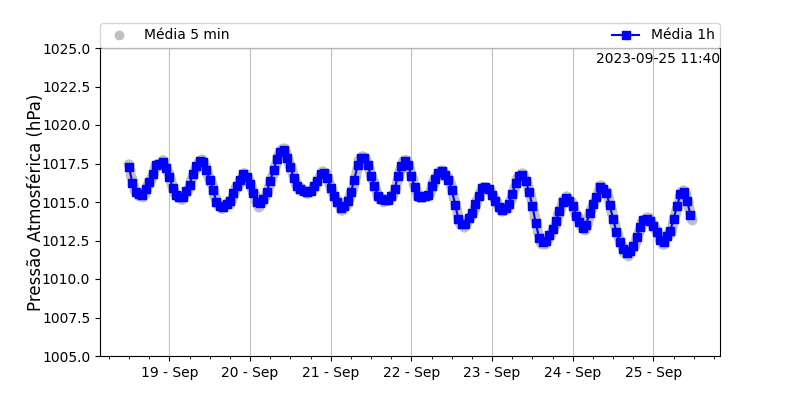 Média 5 min
Média 1h
2023-09-25 11:40
Pressão Atmosférica (hPa)
1025.0
1022.5
1020.0
1017.5
1015.0
1012.5
1010.0
1007.5
1005.0
19 - Sep
20 - Sep
21 - Sep
22 - Sep
23 - Sep
24 - Sep
25 - Sep